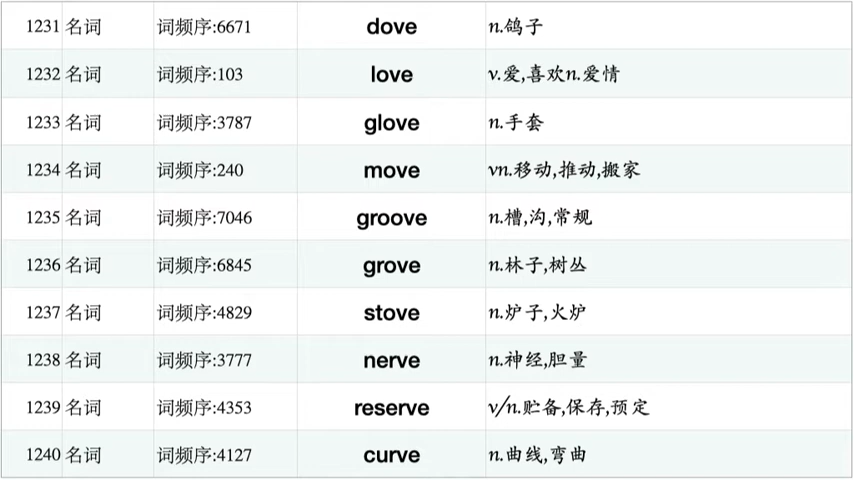 1231 名词 词频序:6671 dove n.鸽子
1232 名词 词频序:103 love v.爱,喜欢n.爱情
1233 名词 词频序:3787 glove n.手套
1234 名词 词频序:240 move vn.移动,推动,搬家
1235 名词 词频序:7046 groove n.槽,沟,常规
1236 名词 词频序:6845 grove n.林子,树丛
1237 名词 词频序:4829 stove n.炉子,火炉
1238 名词 词频序:3777 nerve n.神经,胆量
1239 名词 词频序:4353 reserve v/n.贮备,保存,预定
1240 名词 词频序:4127 curve n.曲线,弯曲